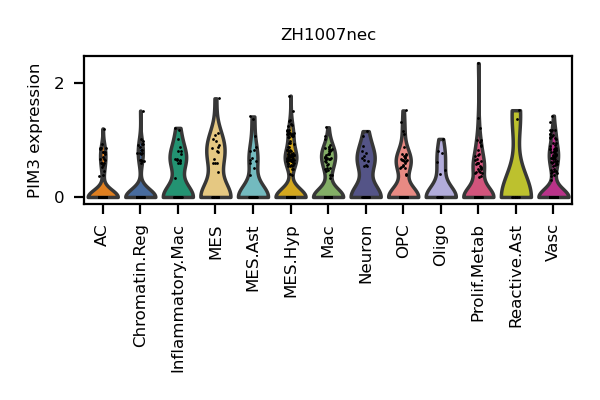 ZH1007nec
PIM3 expression
2
0
AC
Chromatin.Reg
Inflammatory.Mac
MES
MES.Ast
MES.Hyp
Mac
Neuron
OPC
Oligo
Prolif.Metab
Reactive.Ast
Vasc